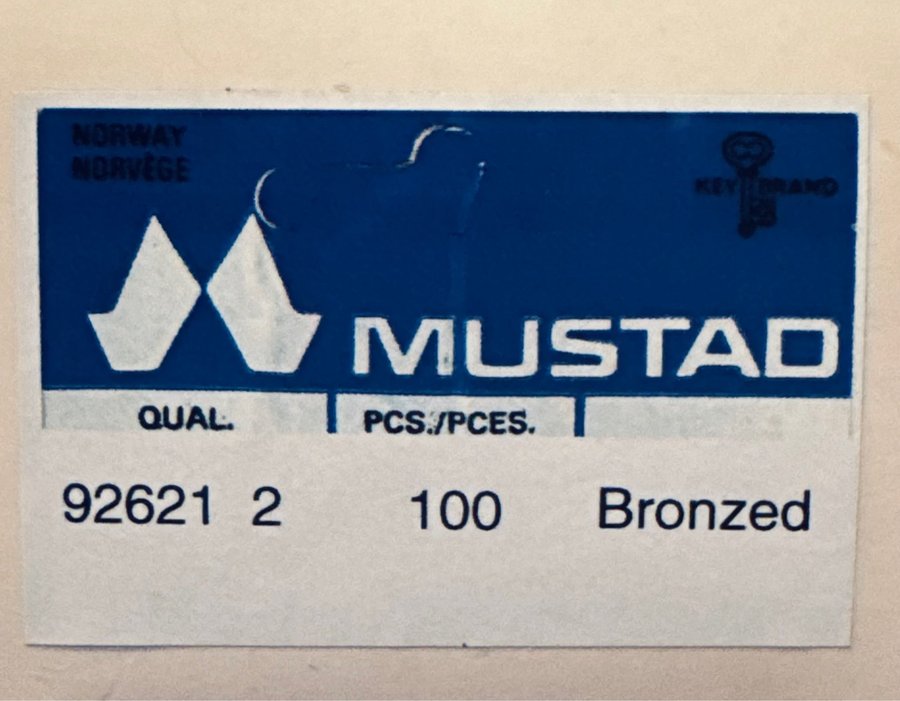 NORWAY
NORVÈGE
KEY BRAND
MUSTAD
QUAL. PCS./PCES.
92621 2 100 Bronzed